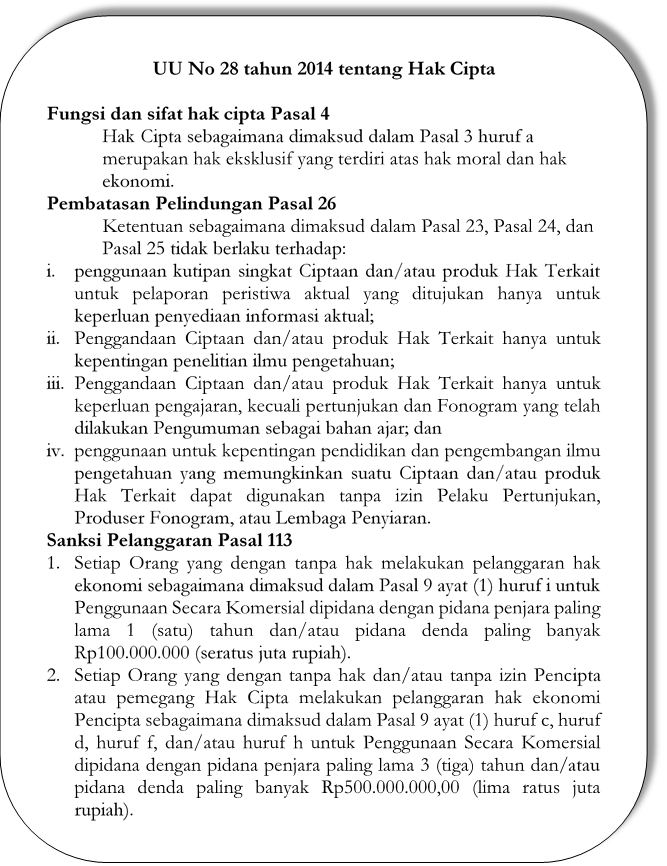 UU No 28 tahun 2014 tentang Hak Cipta
Fungsi dan sifat hak cipta Pasal 4
Hak Cipta sebagaimana dimaksud dalam Pasal 3 huruf a
merupakan hak eksklusif yang terdiri atas hak moral dan hak
ekonomi.
Pembatasan Pelindungan Pasal 26
Ketentuan sebagaimana dimaksud dalam Pasal 23, Pasal 24, dan
Pasal 25 tidak berlaku terhadap:
i. penggunaan kutipan singkat Ciptaan dan/atau produk Hak Terkait
untuk pelaporan peristiwa aktual yang ditujukan hanya untuk
keperluan penyediaan informasi aktual;
ii. Penggandaan Ciptaan dan/atau produk Hak Terkait hanya untuk
kepentingan penelitian ilmu pengetahuan;
iii. Penggandaan Ciptaan dan/atau produk Hak Terkait hanya untuk
keperluan pengajaran, kecuali pertunjukan dan Fonogram yang telah
dilakukan Pengumuman sebagai bahan ajar; dan
iv. penggunaan untuk kepentingan pendidikan dan pengembangan ilmu
pengetahuan yang memungkinkan suatu Ciptaan dan/atau produk
Hak Terkait dapat digunakan tanpa izin Pelaku Pertunjukan,
Produser Fonogram, atau Lembaga Penyiaran.
Sanksi Pelanggaran Pasal 113
1. Setiap Orang yang dengan tanpa hak melakukan pelanggaran hak
ekonomi sebagaimana dimaksud dalam Pasal 9 ayat (1) huruf i untuk
Penggunaan Secara Komersial dipidana dengan pidana penjara paling
lama 1 (satu) tahun dan/atau pidana denda paling banyak
Rp100.000.000 (seratus juta rupiah).
2. Setiap Orang yang dengan tanpa hak dan/atau tanpa izin Pencipta
atau pemegang Hak Cipta melakukan pelanggaran hak ekonomi
Pencipta sebagaimana dimaksud dalam Pasal 9 ayat (1) huruf c, huruf
d, huruf f, dan/atau huruf h untuk Penggunaan Secara Komersial
dipidana dengan pidana penjara paling lama 3 (tiga) tahun dan/atau
pidana denda paling banyak Rp500.000.000,00 (lima ratus juta
rupiah).